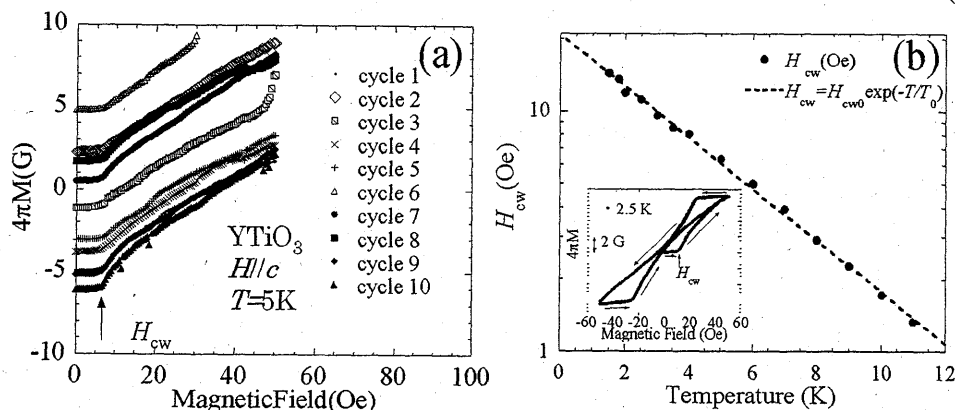 10
5
0
-5
-10
4πM(G)
(a)
cycle 1
cycle 2
cycle 3
cycle 4
cycle 5
cycle 6
cycle 7
cycle 8
cycle 9
cycle 10
YTiO3
H//c
T=5K
Hcw
0 20 40 60 80 100
MagneticField(Oe)
(b)
Hcw(Oe)
Hcw=Hcw0exp(-T/T0)
10
1
Hcw(Oe)
2.5 K
2 G
4πM
Hcw
-60 -40 -20 0 20 40 60
Magnetic Field (Oe)
0 2 4 6 8 10 12
Temperature (K)